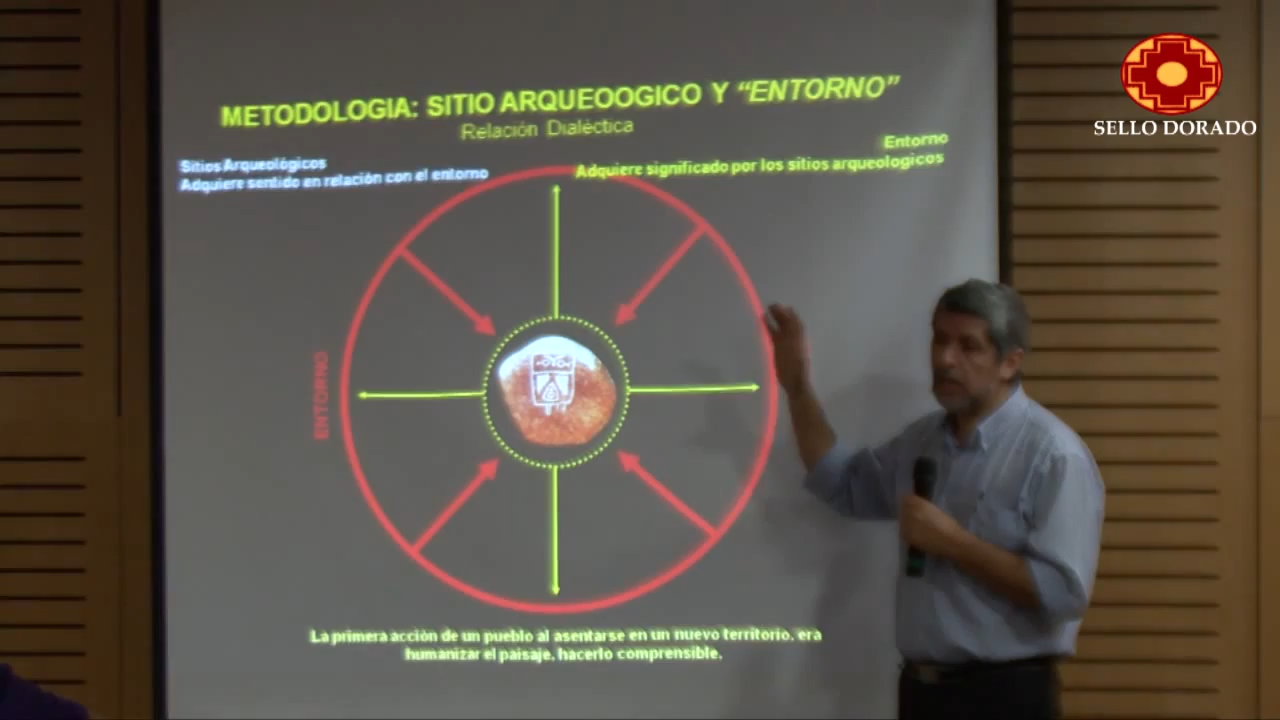 METODOLOGIA: SITIO ARQUEOOGICO Y “ENTORNO”
Relación Dialéctica
Sitios Arqueológicos
Adquiere sentido en relación con el entorno
Entorno
Adquiere significado por los sitios arqueologicos
ENTORNO
La primera acción de un pueblo al asentarse en un nuevo territorio, era
humanizar el paisaje, hacerlo comprensible.
SELLO DORADO